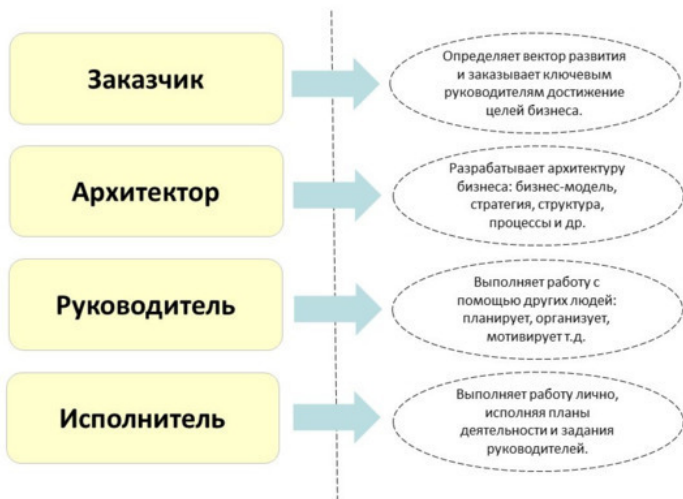 Заказчик
Определяет вектор развития
и заказывает ключевым
руководителям достижение
целей бизнеса.
Архитектор
Разрабатывает архитектуру
бизнеса: бизнес-модель,
стратегия, структура,
процессы и др.
Руководитель
Выполняет работу с
помощью других людей:
планирует, организует,
мотивирует т.д.
Исполнитель
Выполняет работу лично,
исполняя планы
деятельности и задания
руководителей.